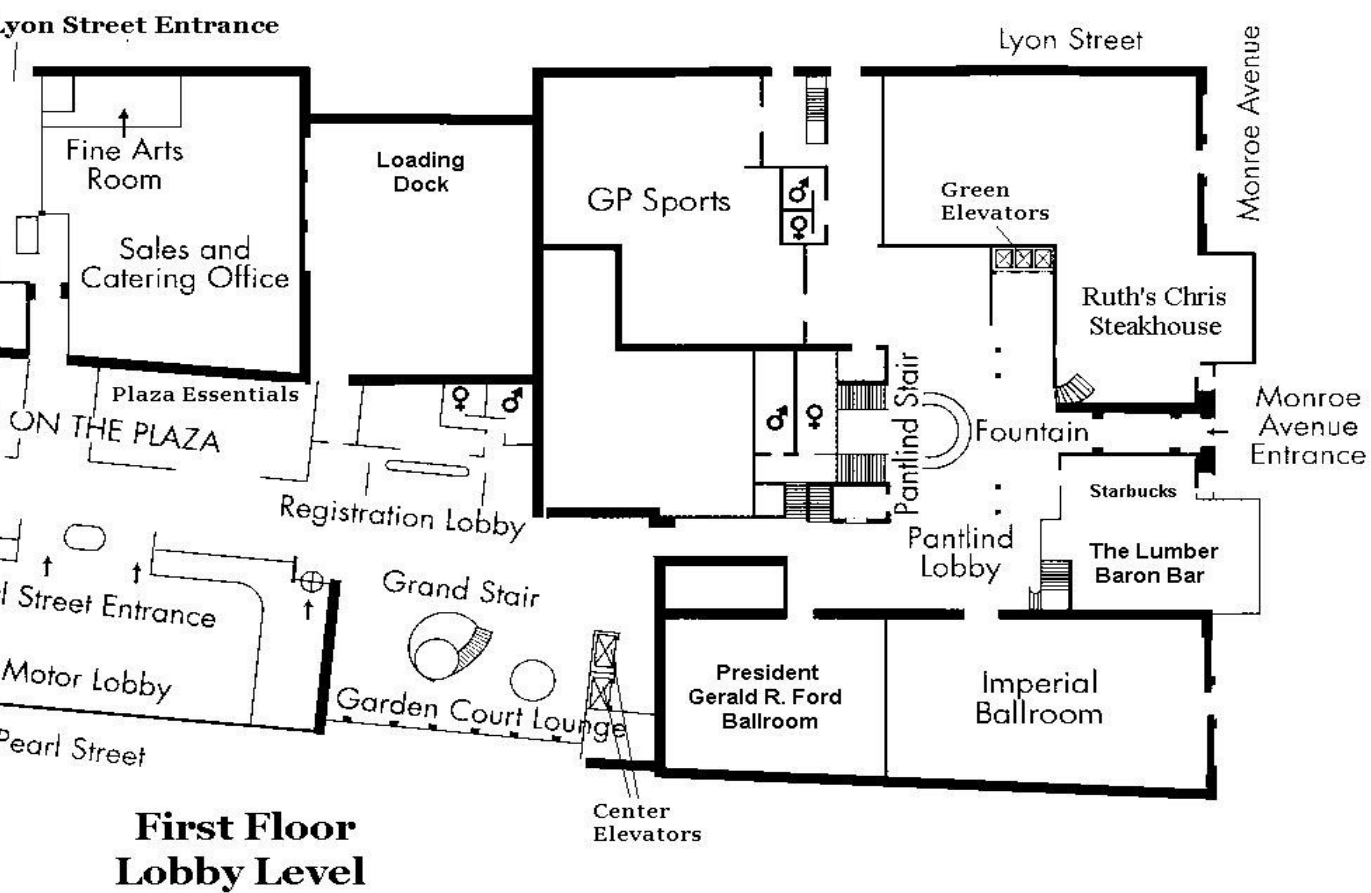 Lyon Street Entrance
Lyon Street
Monroe Avenue
Fine Arts
Room
Loading
Dock
GP Sports
Green
Elevators
Sales and
Catering Office
Ruth's Chris
Steakhouse
Plaza Essentials
ON THE PLAZA
Pantlind Stair
Fountain
Monroe
Avenue
Entrance
Registration Lobby
Starbucks
Pantlind
Lobby
The Lumber
Baron Bar
Grand Stair
l Street Entrance
Motor Lobby
Garden Court Lounge
President
Gerald R. Ford
Ballroom
Imperial
Ballroom
Pearl Street
Center
Elevators
First Floor
Lobby Level